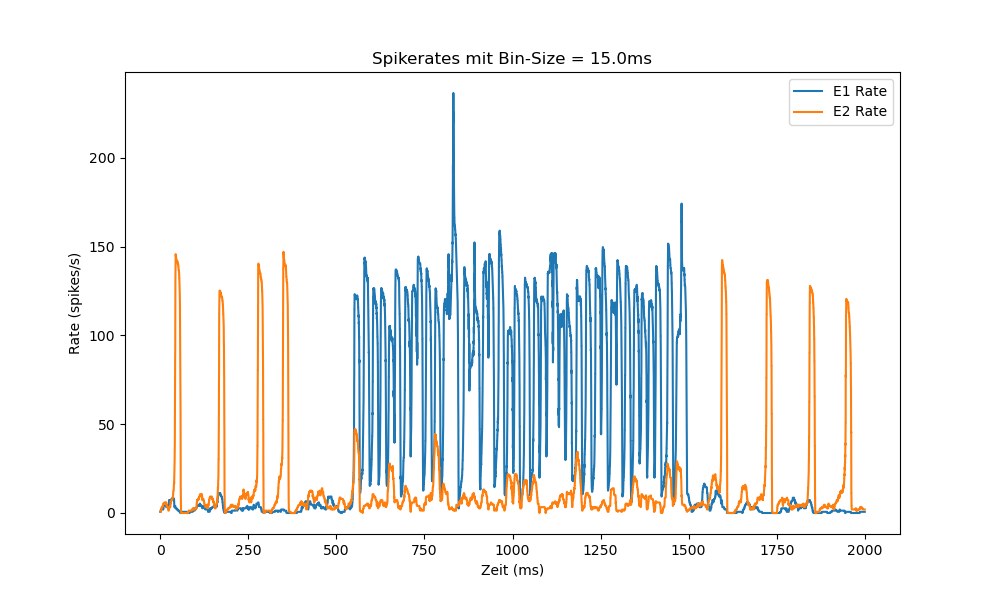 Spikerates mit Bin-Size = 15.0ms
E1 Rate
E2 Rate
Rate (spikes/s)
200
150
100
50
0
0 250 500 750 1000 1250 1500 1750 2000
Zeit (ms)